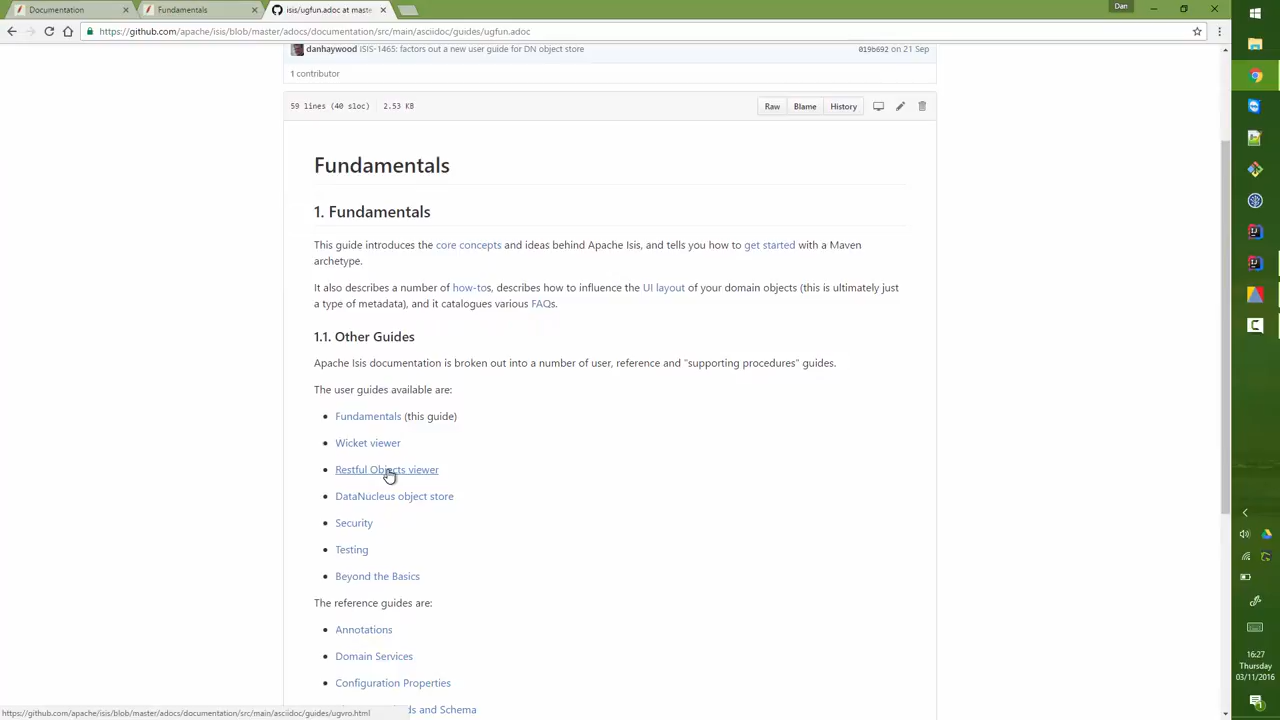 Documentation
Fundamentals
isis/ugfun.adoc at maste
Dan
https://github.com/apache/isis/blob/master/adocs/documentation/src/main/asciidoc/guides/ugfun.adoc
danhaywood ISIS-1465: factors out a new user guide for DN object store
019b692 on 21 Sep
1 contributor
59 lines (40 sloc) 2.53 KB
Raw Blame History
Fundamentals
1. Fundamentals
This guide introduces the core concepts and ideas behind Apache Isis, and tells you how to get started with a Maven
archetype.
It also describes a number of how-tos, describes how to influence the UI layout of your domain objects (this is ultimately just
a type of metadata), and it catalogues various FAQs.
1.1. Other Guides
Apache Isis documentation is broken out into a number of user, reference and "supporting procedures" guides.
The user guides available are:
Fundamentals (this guide)
Wicket viewer
Restful Objects viewer
DataNucleus object store
Security
Testing
Beyond the Basics
The reference guides are:
Annotations
Domain Services
Configuration Properties
ds and Schema
https://github.com/apache/isis/blob/master/adocs/documentation/src/main/asciidoc/guides/ugvro.html
16:27
Thursday
03/11/2016